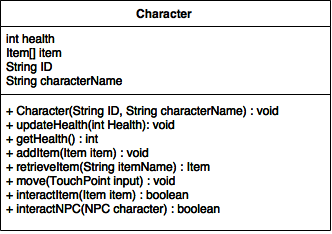 Character
int health
Item[] item
String ID
String characterName
+ Character(String ID, String characterName) : void
+ updateHealth(int Health): void
+ getHealth() : int
+ addItem(Item item) : void
+ retrieveItem(String itemName) : Item
+ move(TouchPoint input) : void
+ interactItem(Item item) : boolean
+ interactNPC(NPC character) : boolean